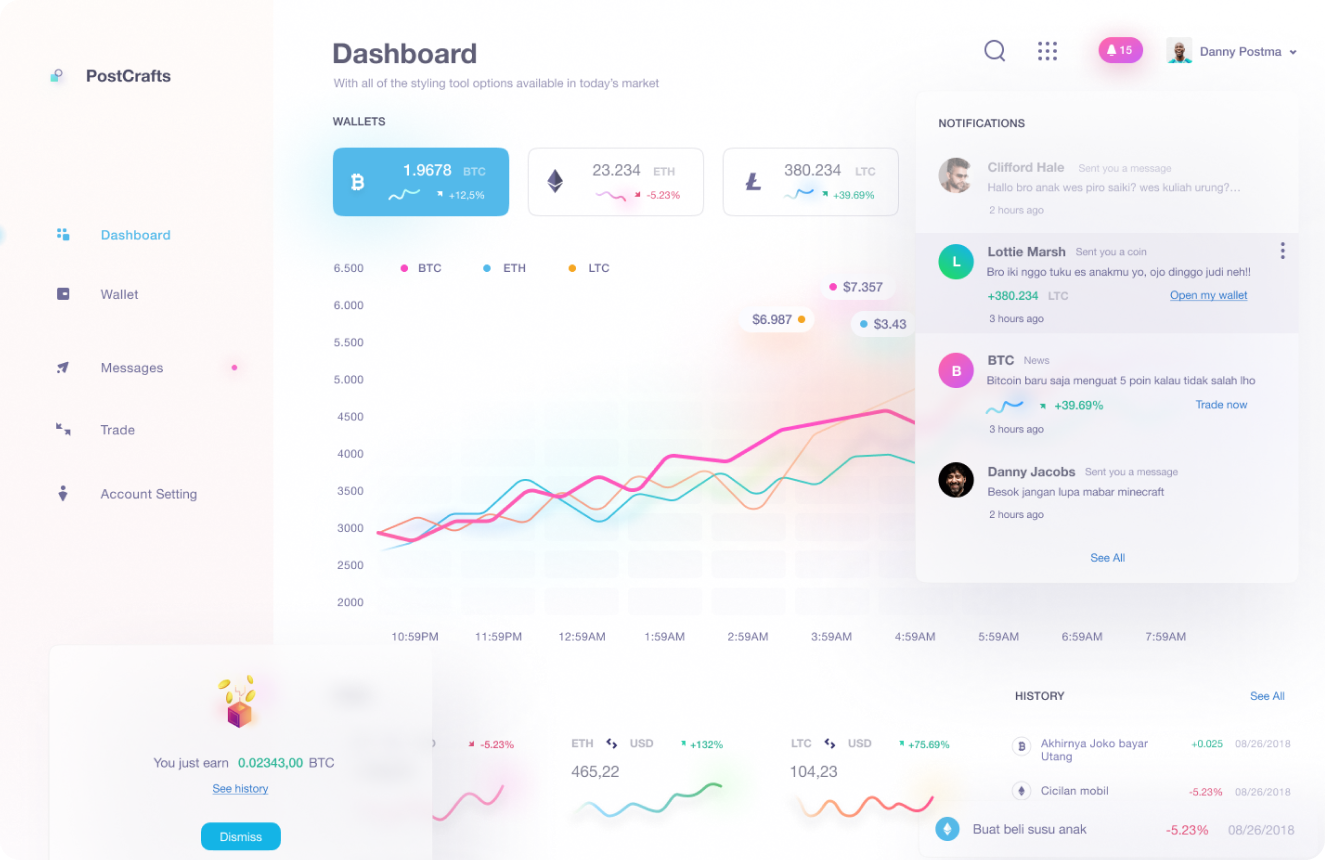 PostCrafts
Dashboard
Wallet
Messages
Trade
Account Setting
Dashboard
With all of the styling tool options available in today's market
15
Danny Postma
WALLETS
1.9678 BTC
+12,5%
23.234 ETH
-5.23%
380.234 LTC
+39.69%
BTC ETH LTC
6.500
6.000
5.500
5.000
4500
4000
3500
3000
2500
2000
$7.357
$6.987
$3.43
10:59PM 11:59PM 12:59AM 1:59AM 2:59AM 3:59AM 4:59AM 5:59AM 6:59AM 7:59AM
NOTIFICATIONS
Clifford Hale Sent you a message
Hallo bro anak wes piro saiki? wes kuliah urung?...
2 hours ago
L
Lottie Marsh Sent you a coin
Bro iki nggo tuku es anakmu yo, ojo dinggo judi neh!!
+380.234 LTC Open my wallet
3 hours ago
B
BTC News
Bitcoin baru saja menguat 5 poin kalau tidak salah lho
+39.69% Trade now
3 hours ago
Danny Jacobs Sent you a message
Besok jangan lupa mabar minecraft
2 hours ago
See All
You just earn 0.02343,00 BTC
See history
Dismiss
-5.23%
ETH USD +132%
465,22
LTC USD +75.69%
104,23
HISTORY See All
Akhirnya Joko bayar +0.025 08/26/2018
Utang
Cicilan mobil -5.23% 08/26/2018
Buat beli susu anak -5.23% 08/26/2018